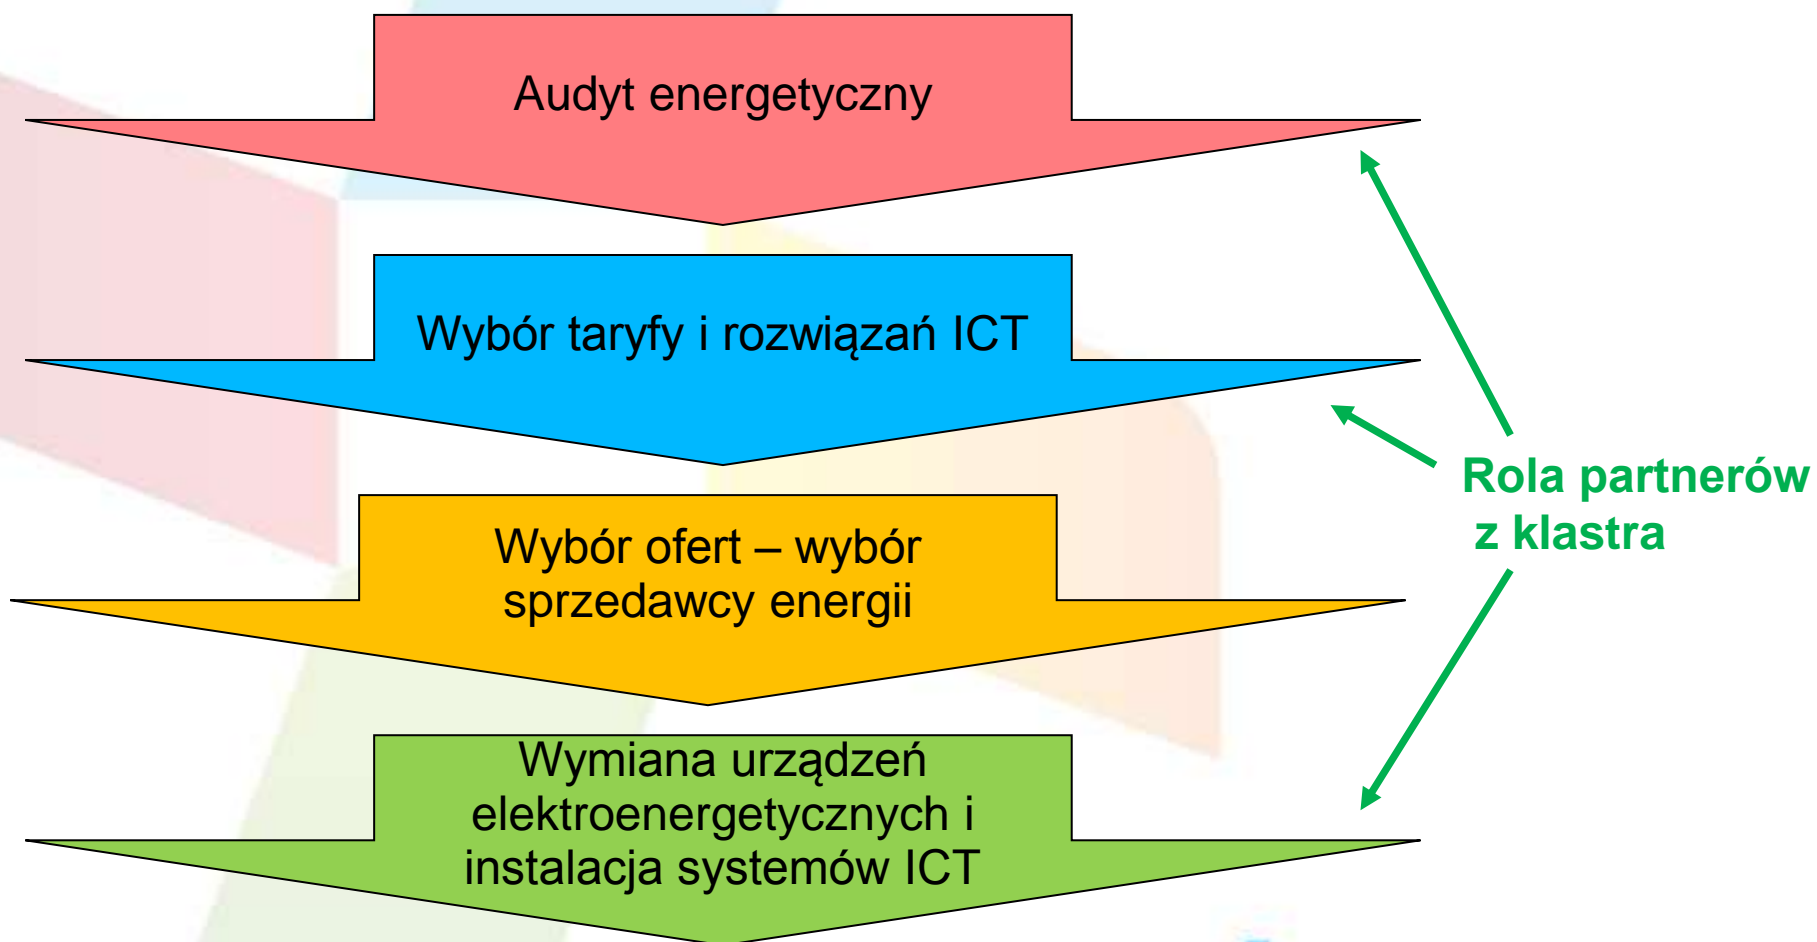 Audyt energetyczny
Wybór taryfy i rozwiązań ICT
Wybór ofert – wybór
sprzedawcy energii
Wymiana urządzeń
elektroenergetycznych i
instalacja systemów ICT
Rola partnerów
z klastra